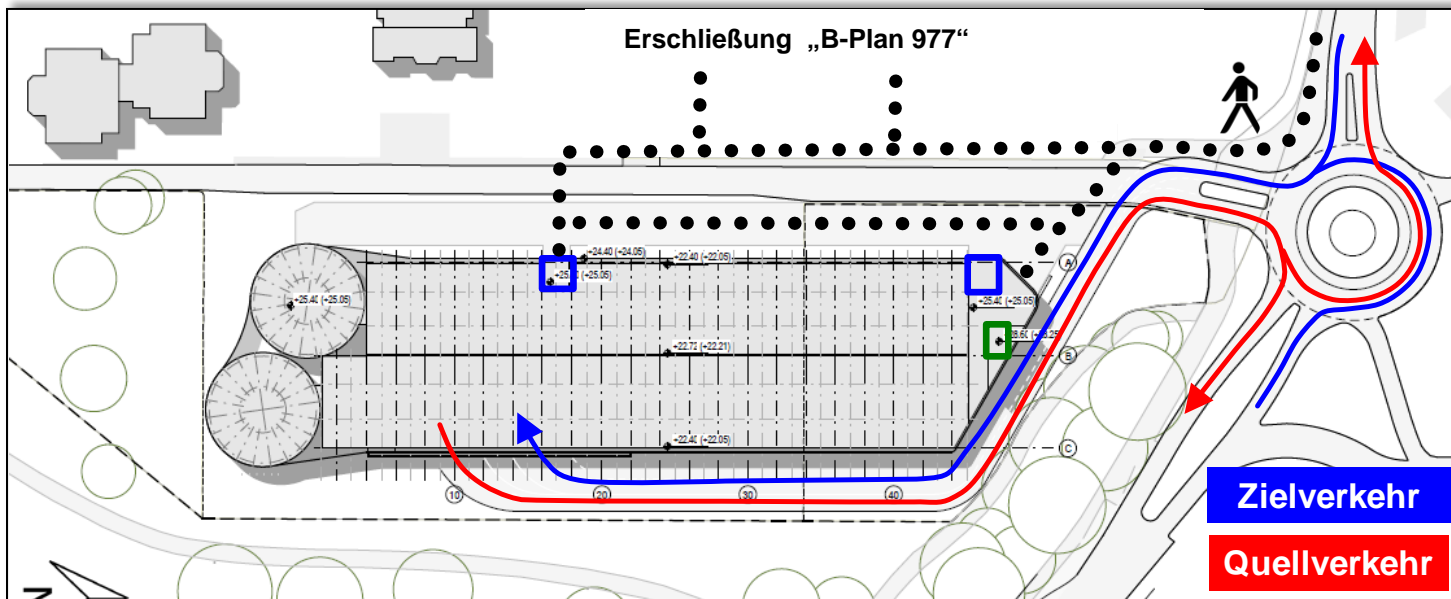 Erschließung „B-Plan 977“
+24.40 (+24.05)
+22.40 (+22.05)
A
+25.40 (+25.05)
+25.40 (+25.05)
+22.72 (+22.21)
B
+22.40 (+22.05)
C
10
20
30
40
Zielverkehr
Quellverkehr
N